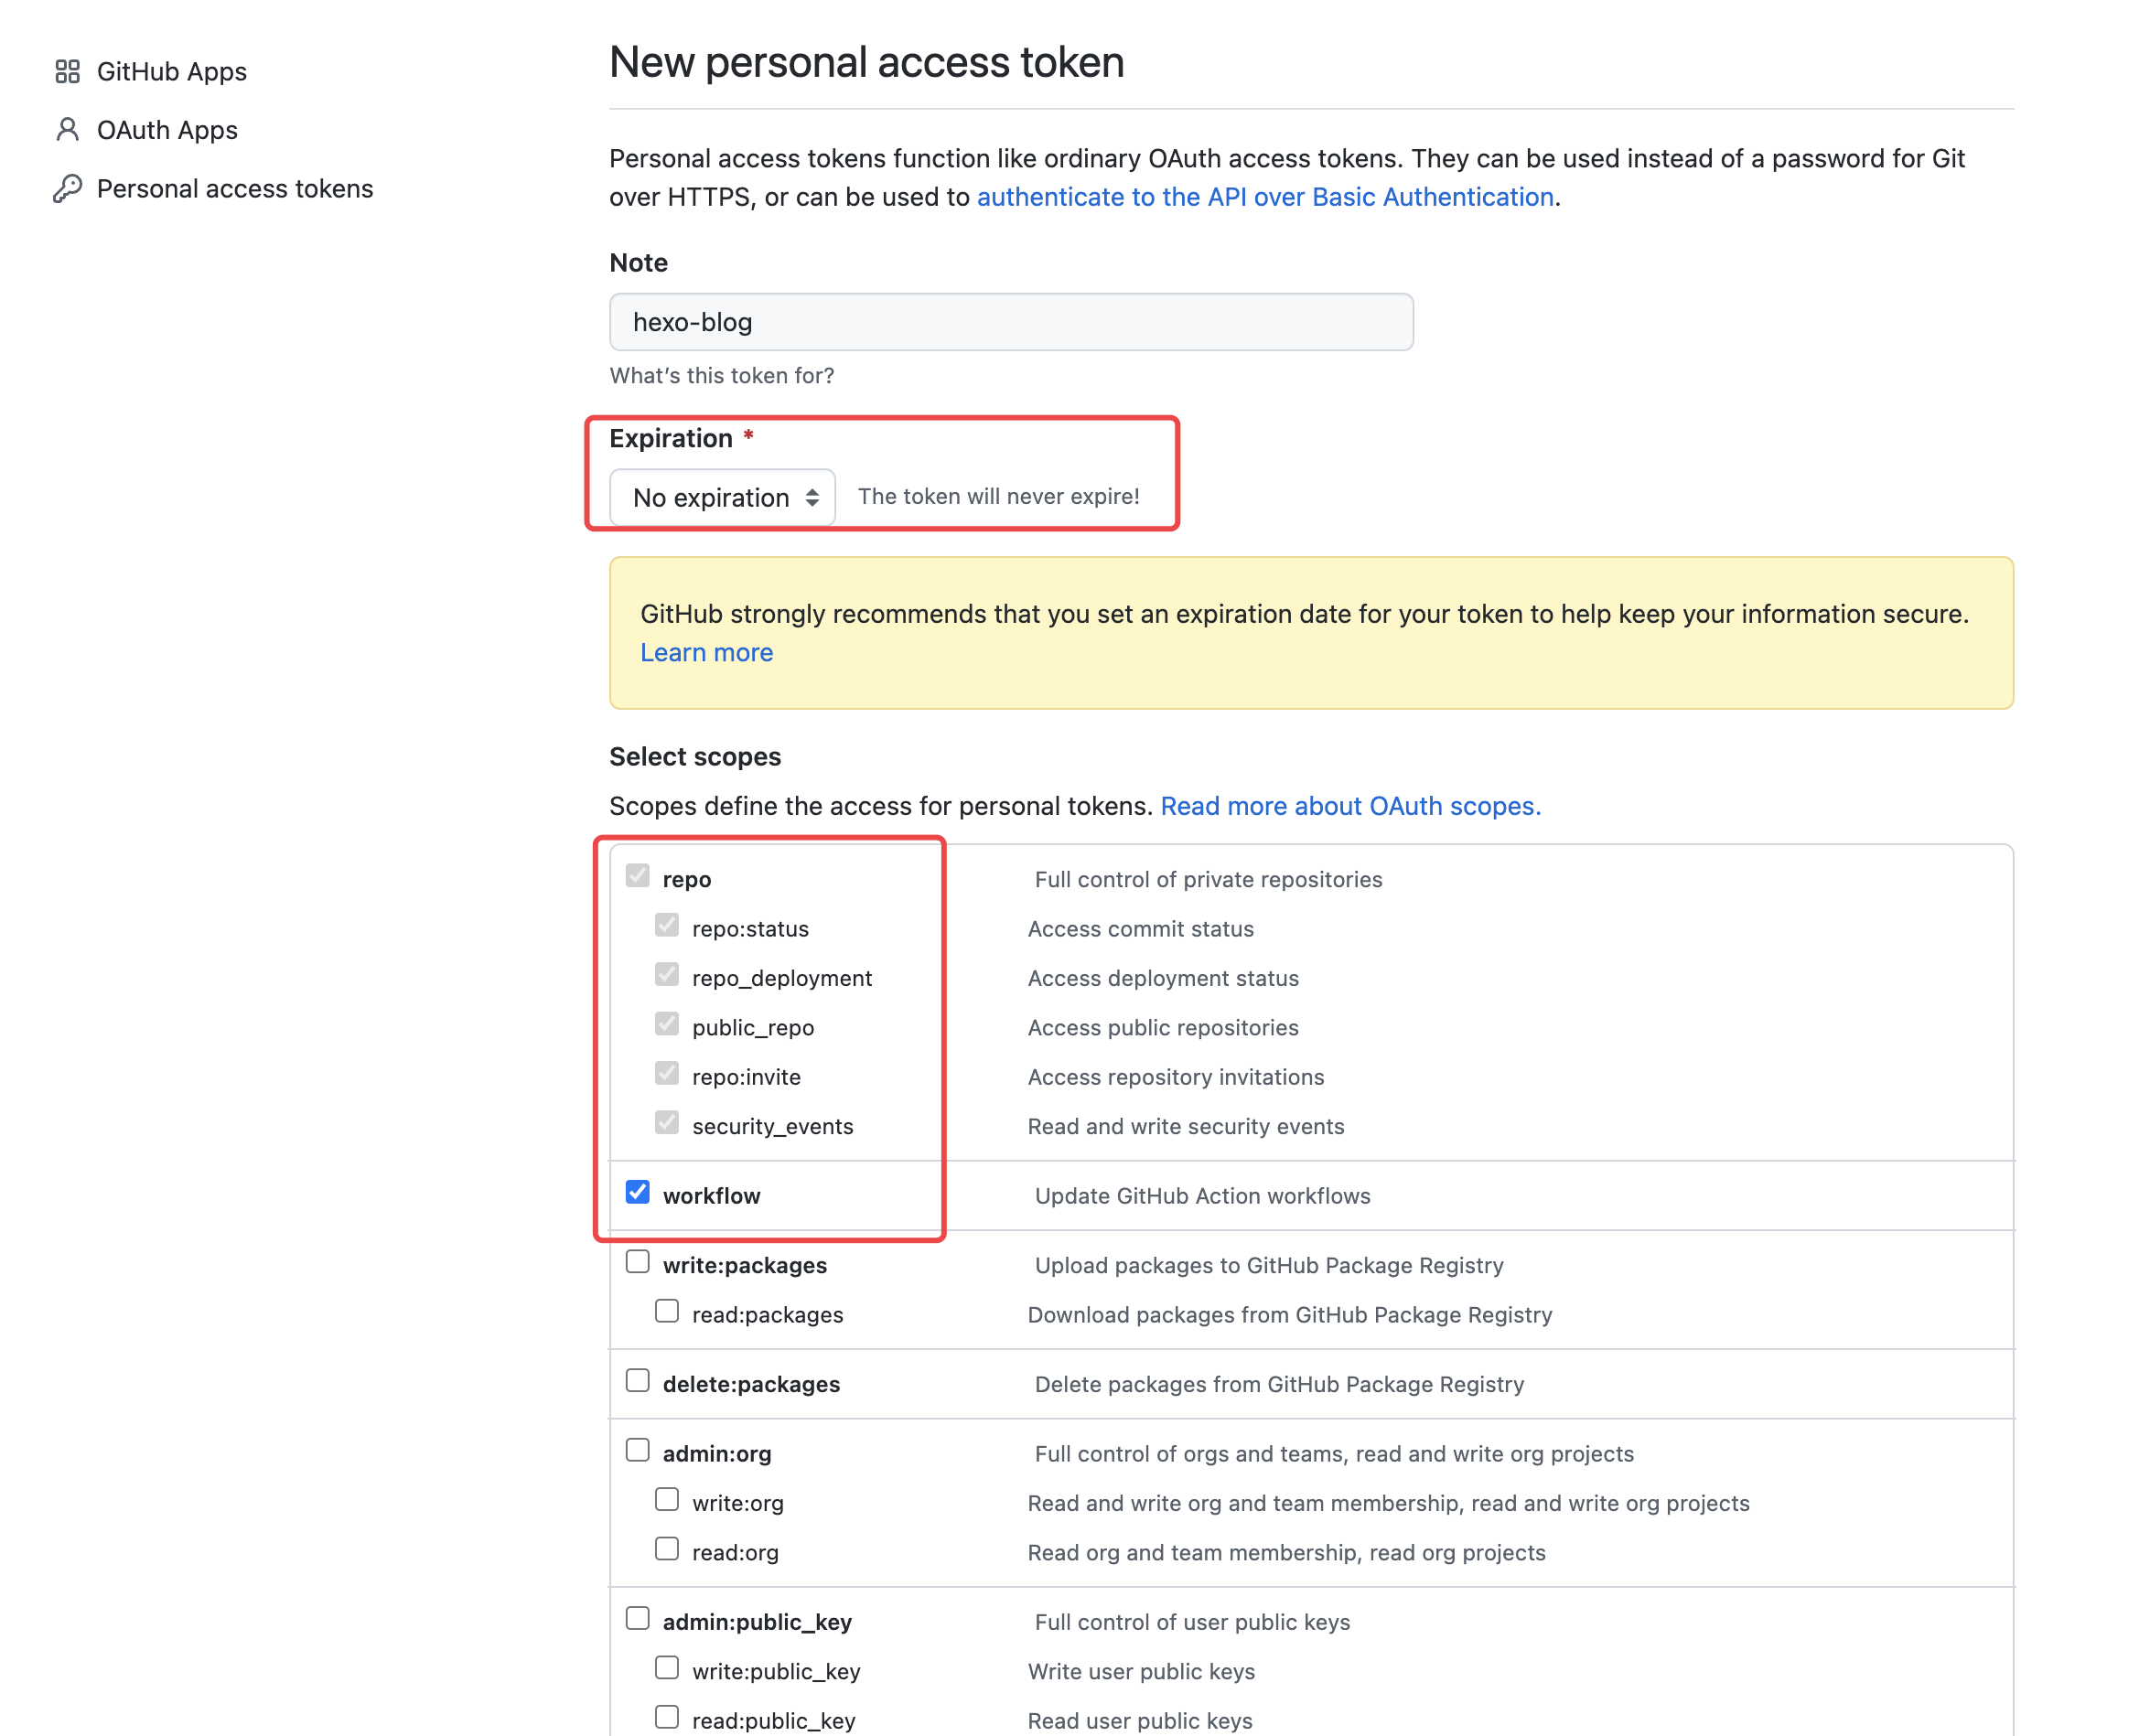 GitHub Apps
OAuth Apps
Personal access tokens
New personal access token
Personal access tokens function like ordinary OAuth access tokens. They can be used instead of a password for Git
over HTTPS, or can be used to authenticate to the API over Basic Authentication.
Note
hexo-blog
What's this token for?
Expiration *
No expiration The token will never expire!
GitHub strongly recommends that you set an expiration date for your token to help keep your information secure.
Learn more
Select scopes
Scopes define the access for personal tokens. Read more about OAuth scopes.
repo Full control of private repositories
repo:status Access commit status
repo_deployment Access deployment status
public_repo Access public repositories
repo:invite Access repository invitations
security_events Read and write security events
workflow Update GitHub Action workflows
write:packages Upload packages to GitHub Package Registry
read:packages Download packages from GitHub Package Registry
delete:packages Delete packages from GitHub Package Registry
admin:org Full control of orgs and teams, read and write org projects
write:org Read and write org and team membership, read and write org projects
read:org Read org and team membership, read org projects
admin:public_key Full control of user public keys
write:public_key Write user public keys
read:public_key Read user public keys